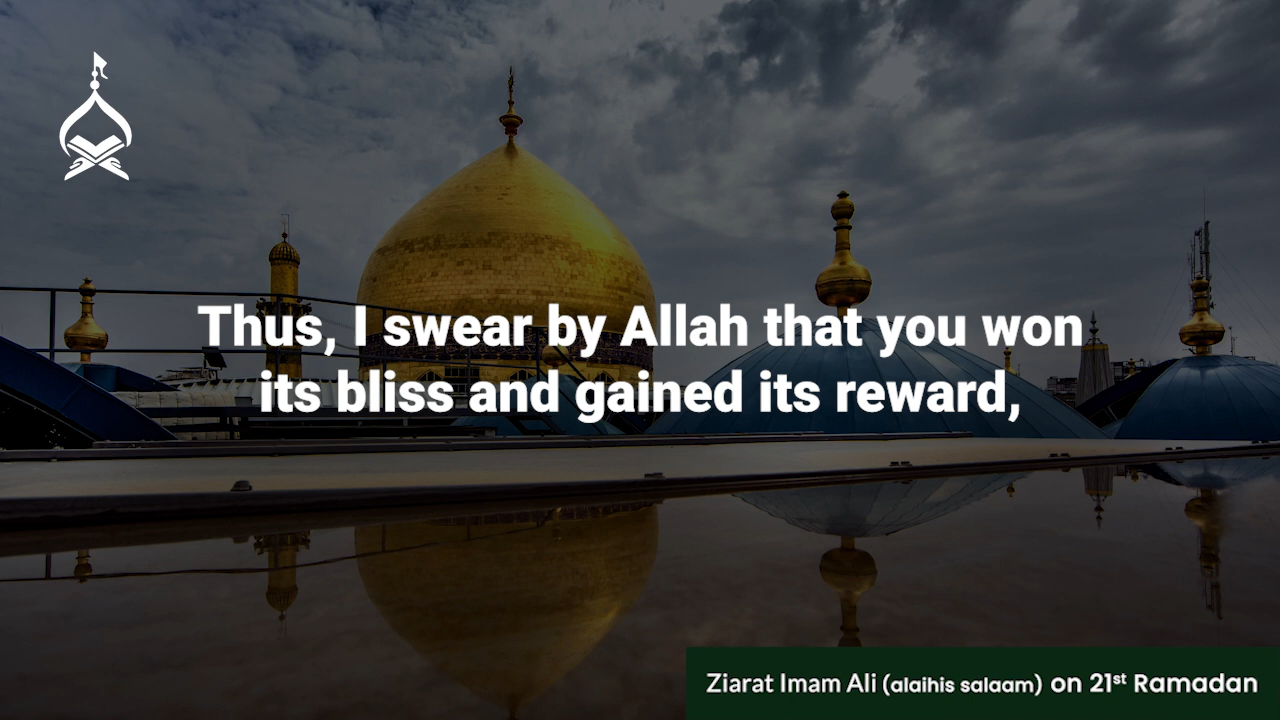 Thus, I swear by Allah that you won
its bliss and gained its reward,
Ziarat Imam Ali (alaihis salaam) on 21st Ramadan